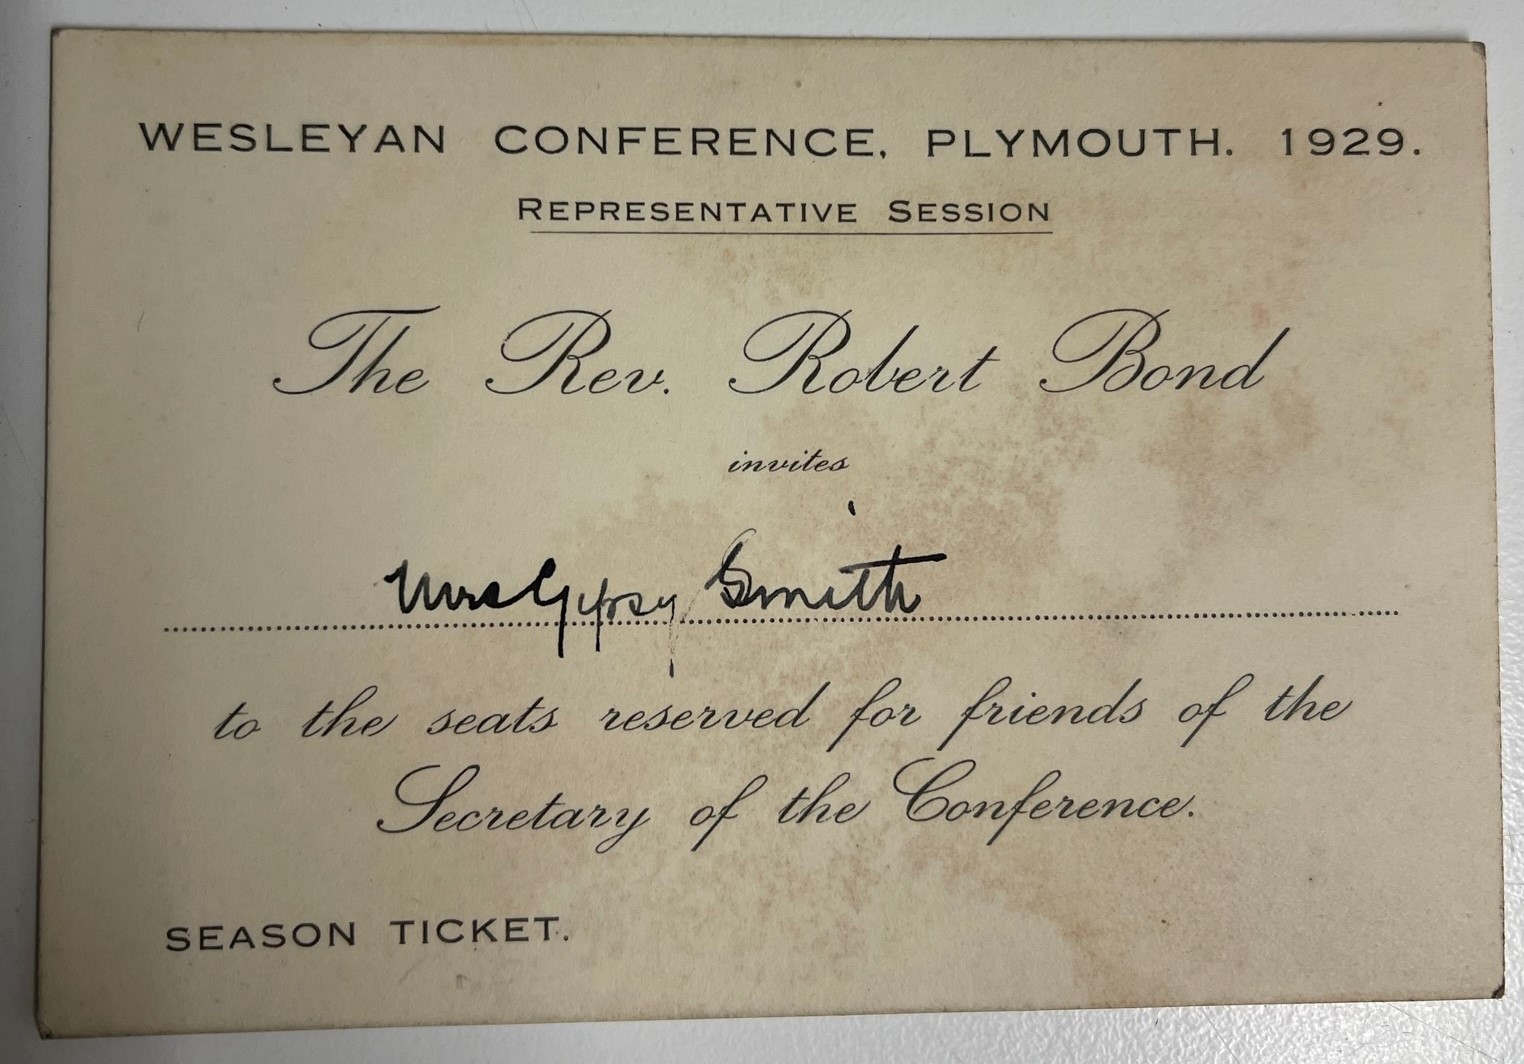 WESLEYAN CONFERENCE, PLYMOUTH. 1929.
REPRESENTATIVE SESSION
The Rev. Robert Bond
invites
Mrs Gipsy Smith
to the seats reserved for friends of the
Secretary of the Conference.
SEASON TICKET.